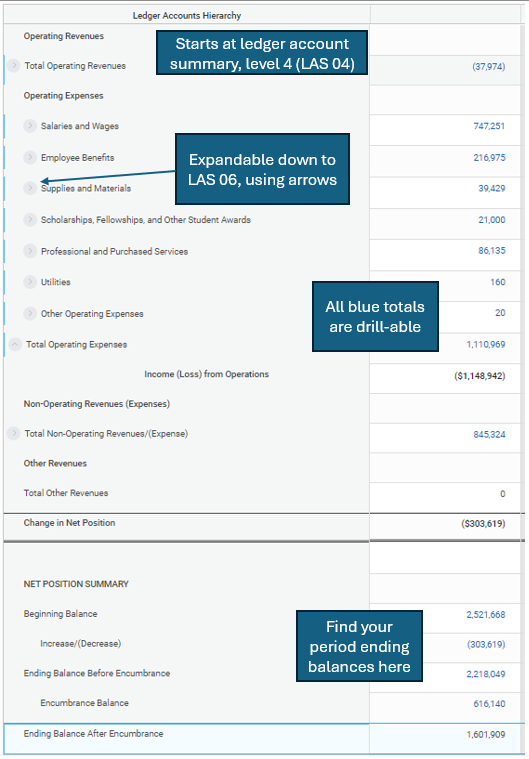 Ledger Accounts Hierarchy
Operating Revenues
Starts at ledger account
summary, level 4 (LAS 04)
Total Operating Revenues (37,974)
Operating Expenses
Salaries and Wages 747,251
Employee Benefits 216,975
Expandable down to
LAS 06, using arrows
Supplies and Materials 39,429
Scholarships, Fellowships, and Other Student Awards 21,000
Professional and Purchased Services 86,135
Utilities 160
All blue totals
are drill-able
Other Operating Expenses 20
Total Operating Expenses 1,110,969
Income (Loss) from Operations ($1,148,942)
Non-Operating Revenues (Expenses)
Total Non-Operating Revenues/(Expense) 845,324
Other Revenues
Total Other Revenues 0
Change in Net Position ($303,619)
NET POSITION SUMMARY
Beginning Balance 2,521,668
Find your
period ending
balances here
Increase/(Decrease) (303,619)
Ending Balance Before Encumbrance 2,218,049
Encumbrance Balance 616,140
Ending Balance After Encumbrance 1,601,909